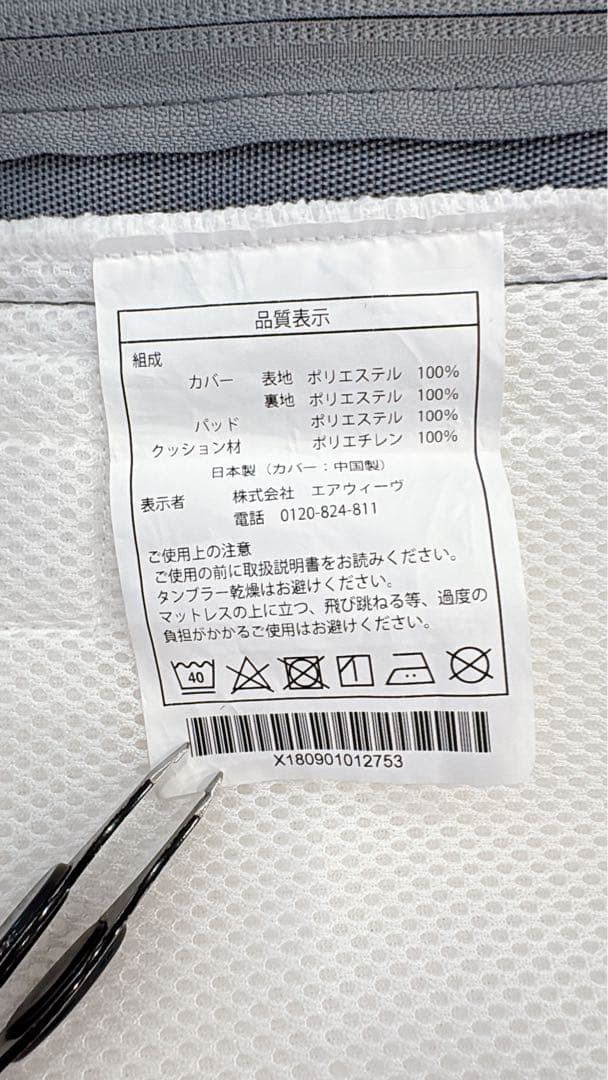 品質表示
組成
カバー 表地 ポリエステル 100%
裏地 ポリエステル 100%
パッド ポリエステル 100%
クッション材 ポリエチレン 100%
日本製（カバー：中国製）
表示者 株式会社 エアウィーヴ
電話 0120-824-811
ご使用上の注意
ご使用の前に取扱説明書をお読みください。
タンブラー乾燥はお避けください。
マットレスの上に立つ、飛び跳ねる等、過度の
負担がかかるご使用はお避けください。
40
X180901012753